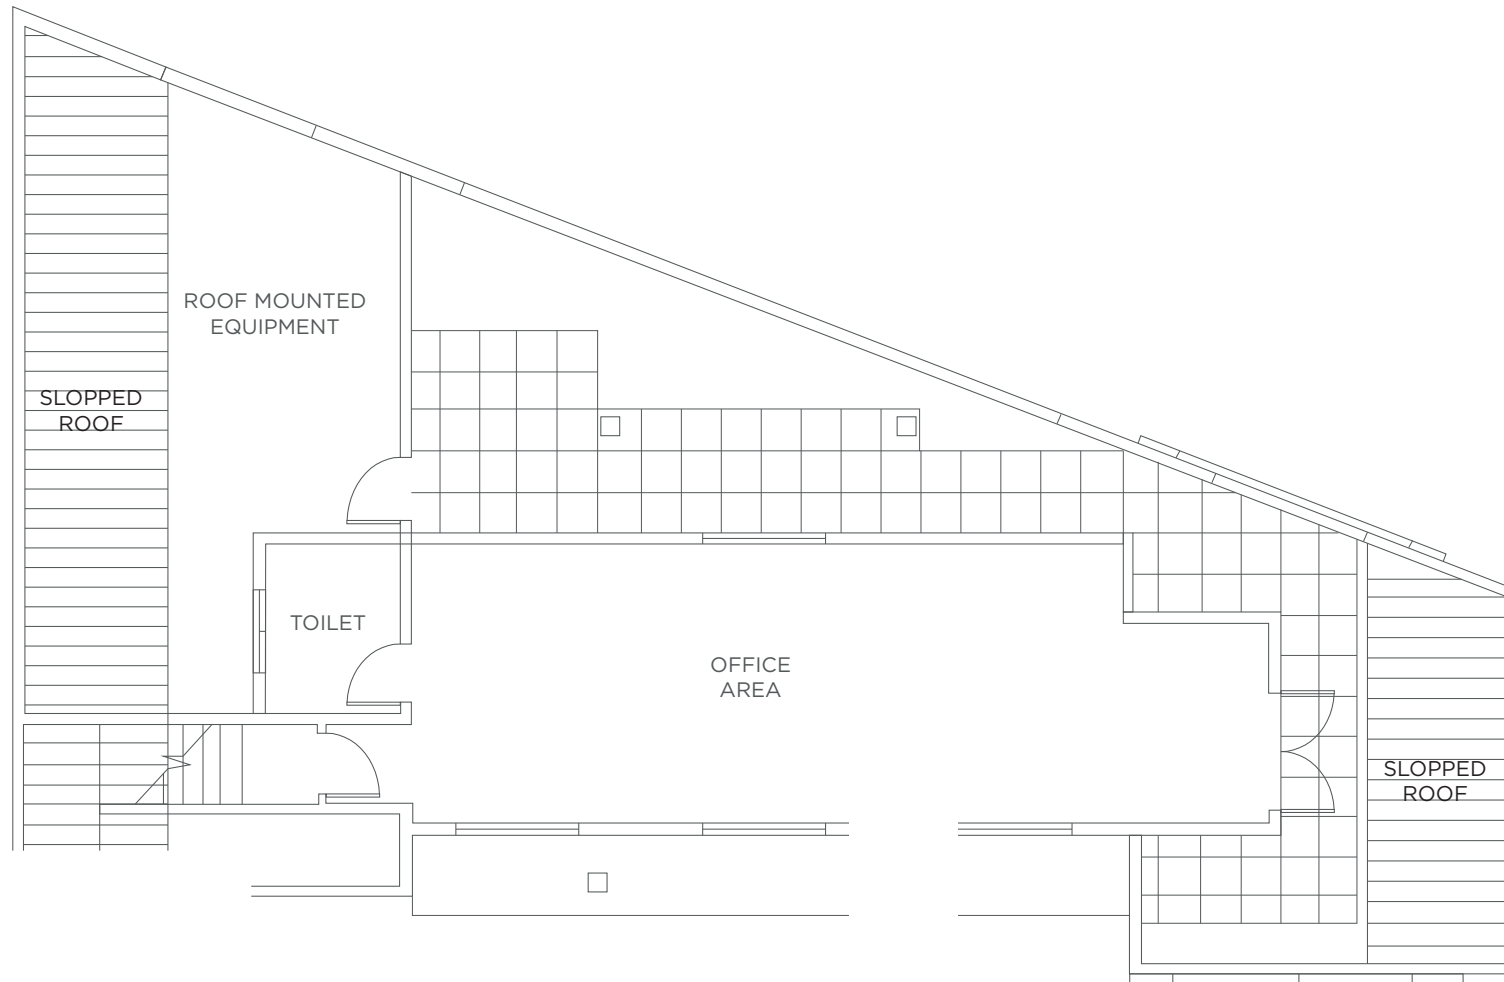 ROOF MOUNTED
EQUIPMENT
SLOPPED
ROOF
TOILET
OFFICE
AREA
SLOPPED
ROOF